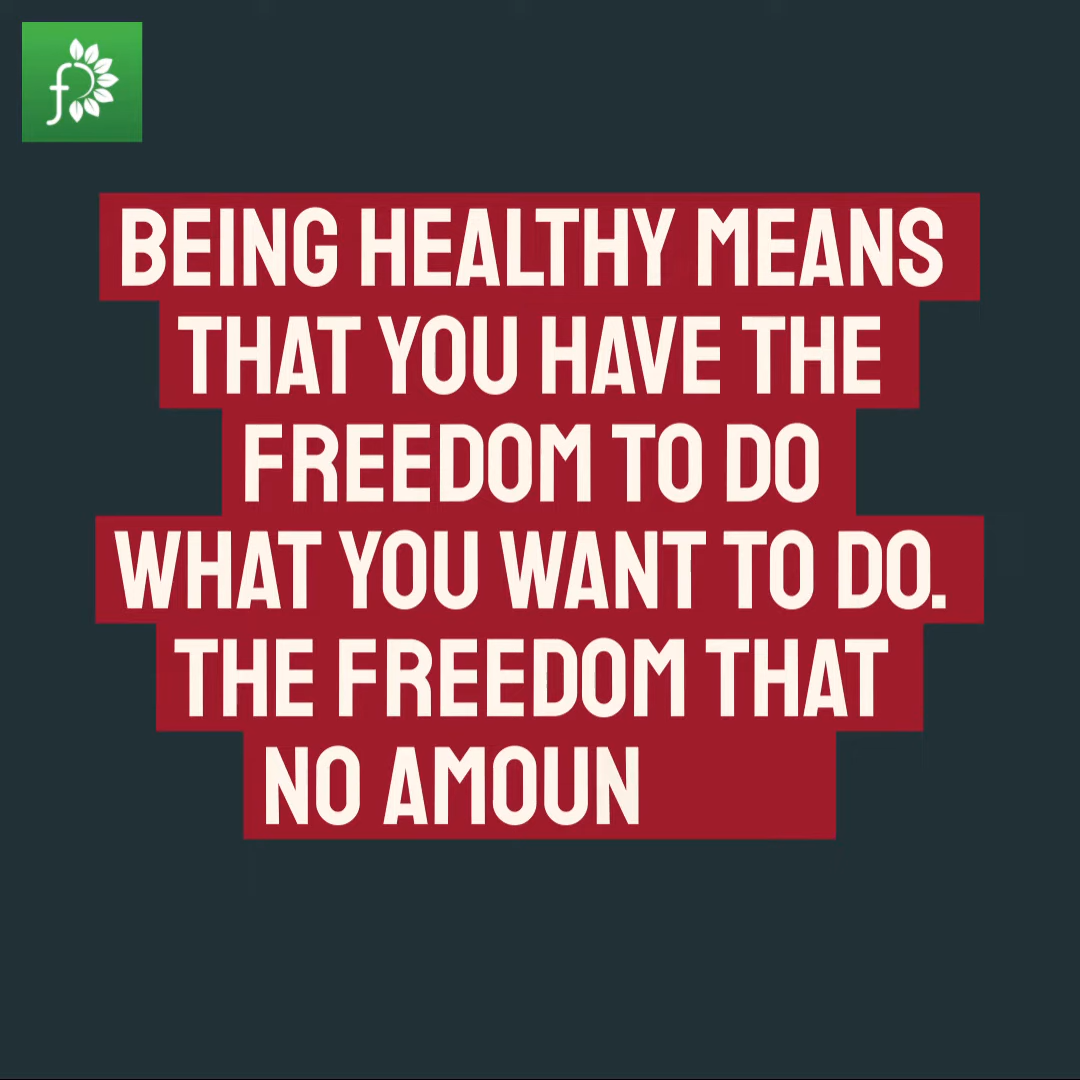 BEING HEALTHY MEANS
THAT YOU HAVE THE
FREEDOM TO DO
WHAT YOU WANT TO DO.
THE FREEDOM THAT
NO AMOUN